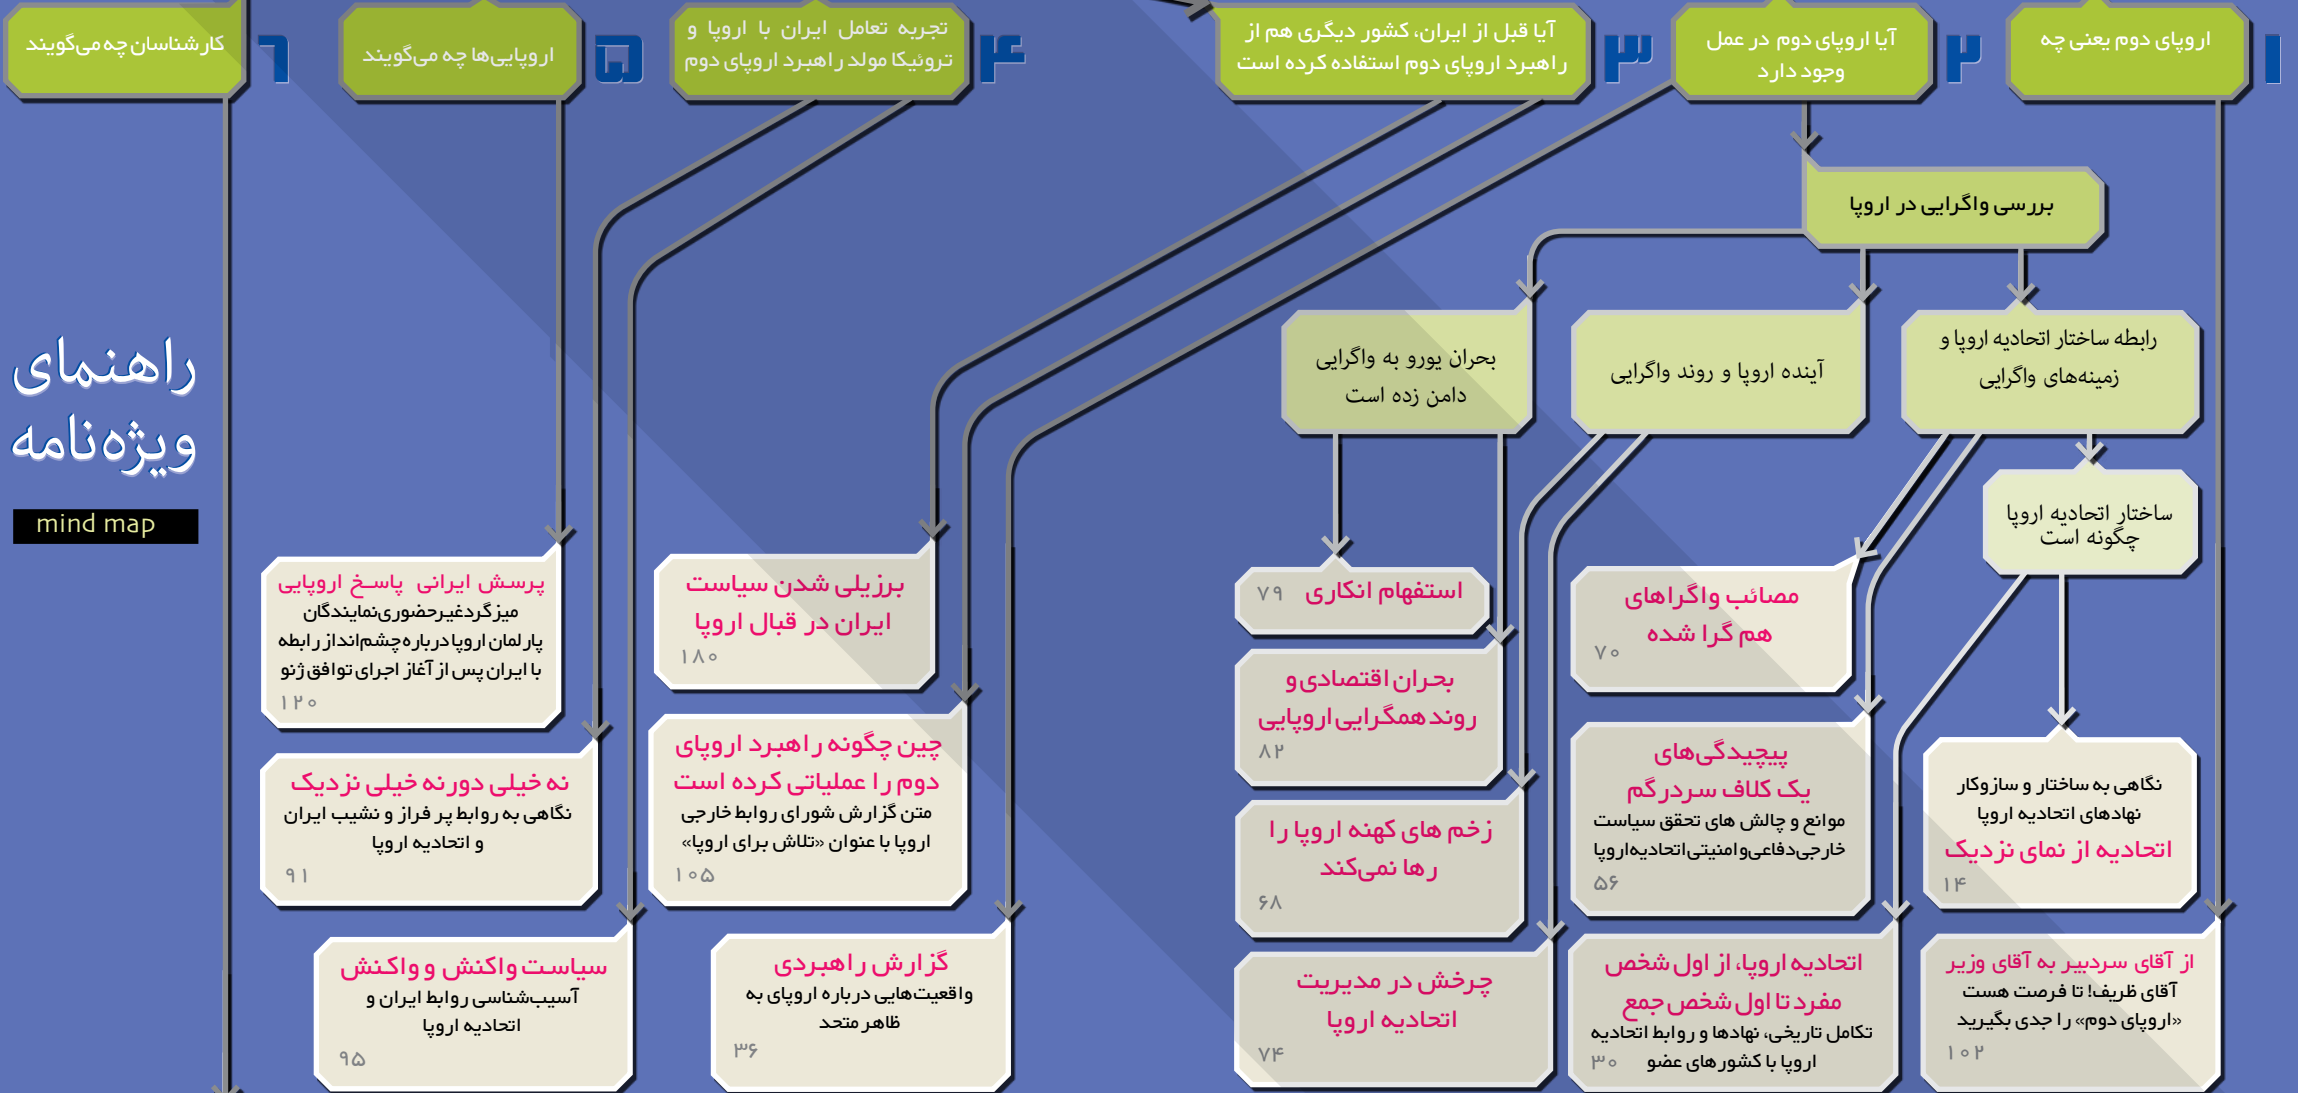 ۱
اروپای دوم یعنی چه
۲
آیا اروپای دوم در عمل
وجود دارد
۳
آیا قبل از ایران، کشور دیگری هم از
راهبرد اروپای دوم استفاده کرده است
۴
تجربه تعامل ایران با اروپا و
تروئیکا مولد راهبرد اروپای دوم
۵
اروپایی‌ها چه می‌گویند
۶
کارشناسان چه می‌گویند
بررسی واگرایی در اروپا
رابطه ساختار اتحادیه اروپا و
زمینه‌های واگرایی
آینده اروپا و روند واگرایی
بحران یورو به واگرایی
دامن زده است
ساختار اتحادیه اروپا
چگونه است
راهنمای
ویژه‌نامه
mind map
نگاهی به ساختار و سازوکار
نهادهای اتحادیه اروپا
اتحادیه از نمای نزدیک
۱۴
از آقای سردبیر به آقای وزیر
آقای ظریف! تا فرصت هست
«اروپای دوم» را جدی بگیرید
۱۰۲
مصائب واگراهای
هم گرا شده
۷۰
پیچیدگی‌های
یک کلاف سردرگم
موانع و چالش های تحقق سیاست
خارجی‌دفاعی‌وامنیتی‌اتحادیه‌اروپا
۵۶
اتحادیه اروپا، از اول شخص
مفرد تا اول شخص جمع
تکامل تاریخی، نهادها و روابط اتحادیه
اروپا با کشورهای عضو
۳۰
استفهام انکاری ۷۹
بحران اقتصادی و
روند همگرایی اروپایی
۸۲
زخم های کهنه اروپا را
رها نمی‌کند
۶۸
چرخش در مدیریت
اتحادیه اروپا
۷۴
برزیلی شدن سیاست
ایران در قبال اروپا
۱۸۰
چین چگونه راهبرد اروپای
دوم را عملیاتی کرده است
متن گزارش شورای روابط خارجی
اروپا با عنوان «تلاش برای اروپا»
۱۰۵
گزارش راهبردی
واقعیت‌هایی درباره اروپای به
ظاهر متحد
۳۶
پرسش ایرانی پاسخ اروپایی
میزگرد غیرحضوری نمایندگان
پارلمان اروپا درباره چشم‌انداز رابطه
با ایران پس از آغاز اجرای توافق ژنو
۱۲۰
نه خیلی دور نه خیلی نزدیک
نگاهی به روابط پر فراز و نشیب ایران
و اتحادیه اروپا
۹۱
سیاست واکنش و واکنش
آسیب‌شناسی روابط ایران و
اتحادیه اروپا
۹۵